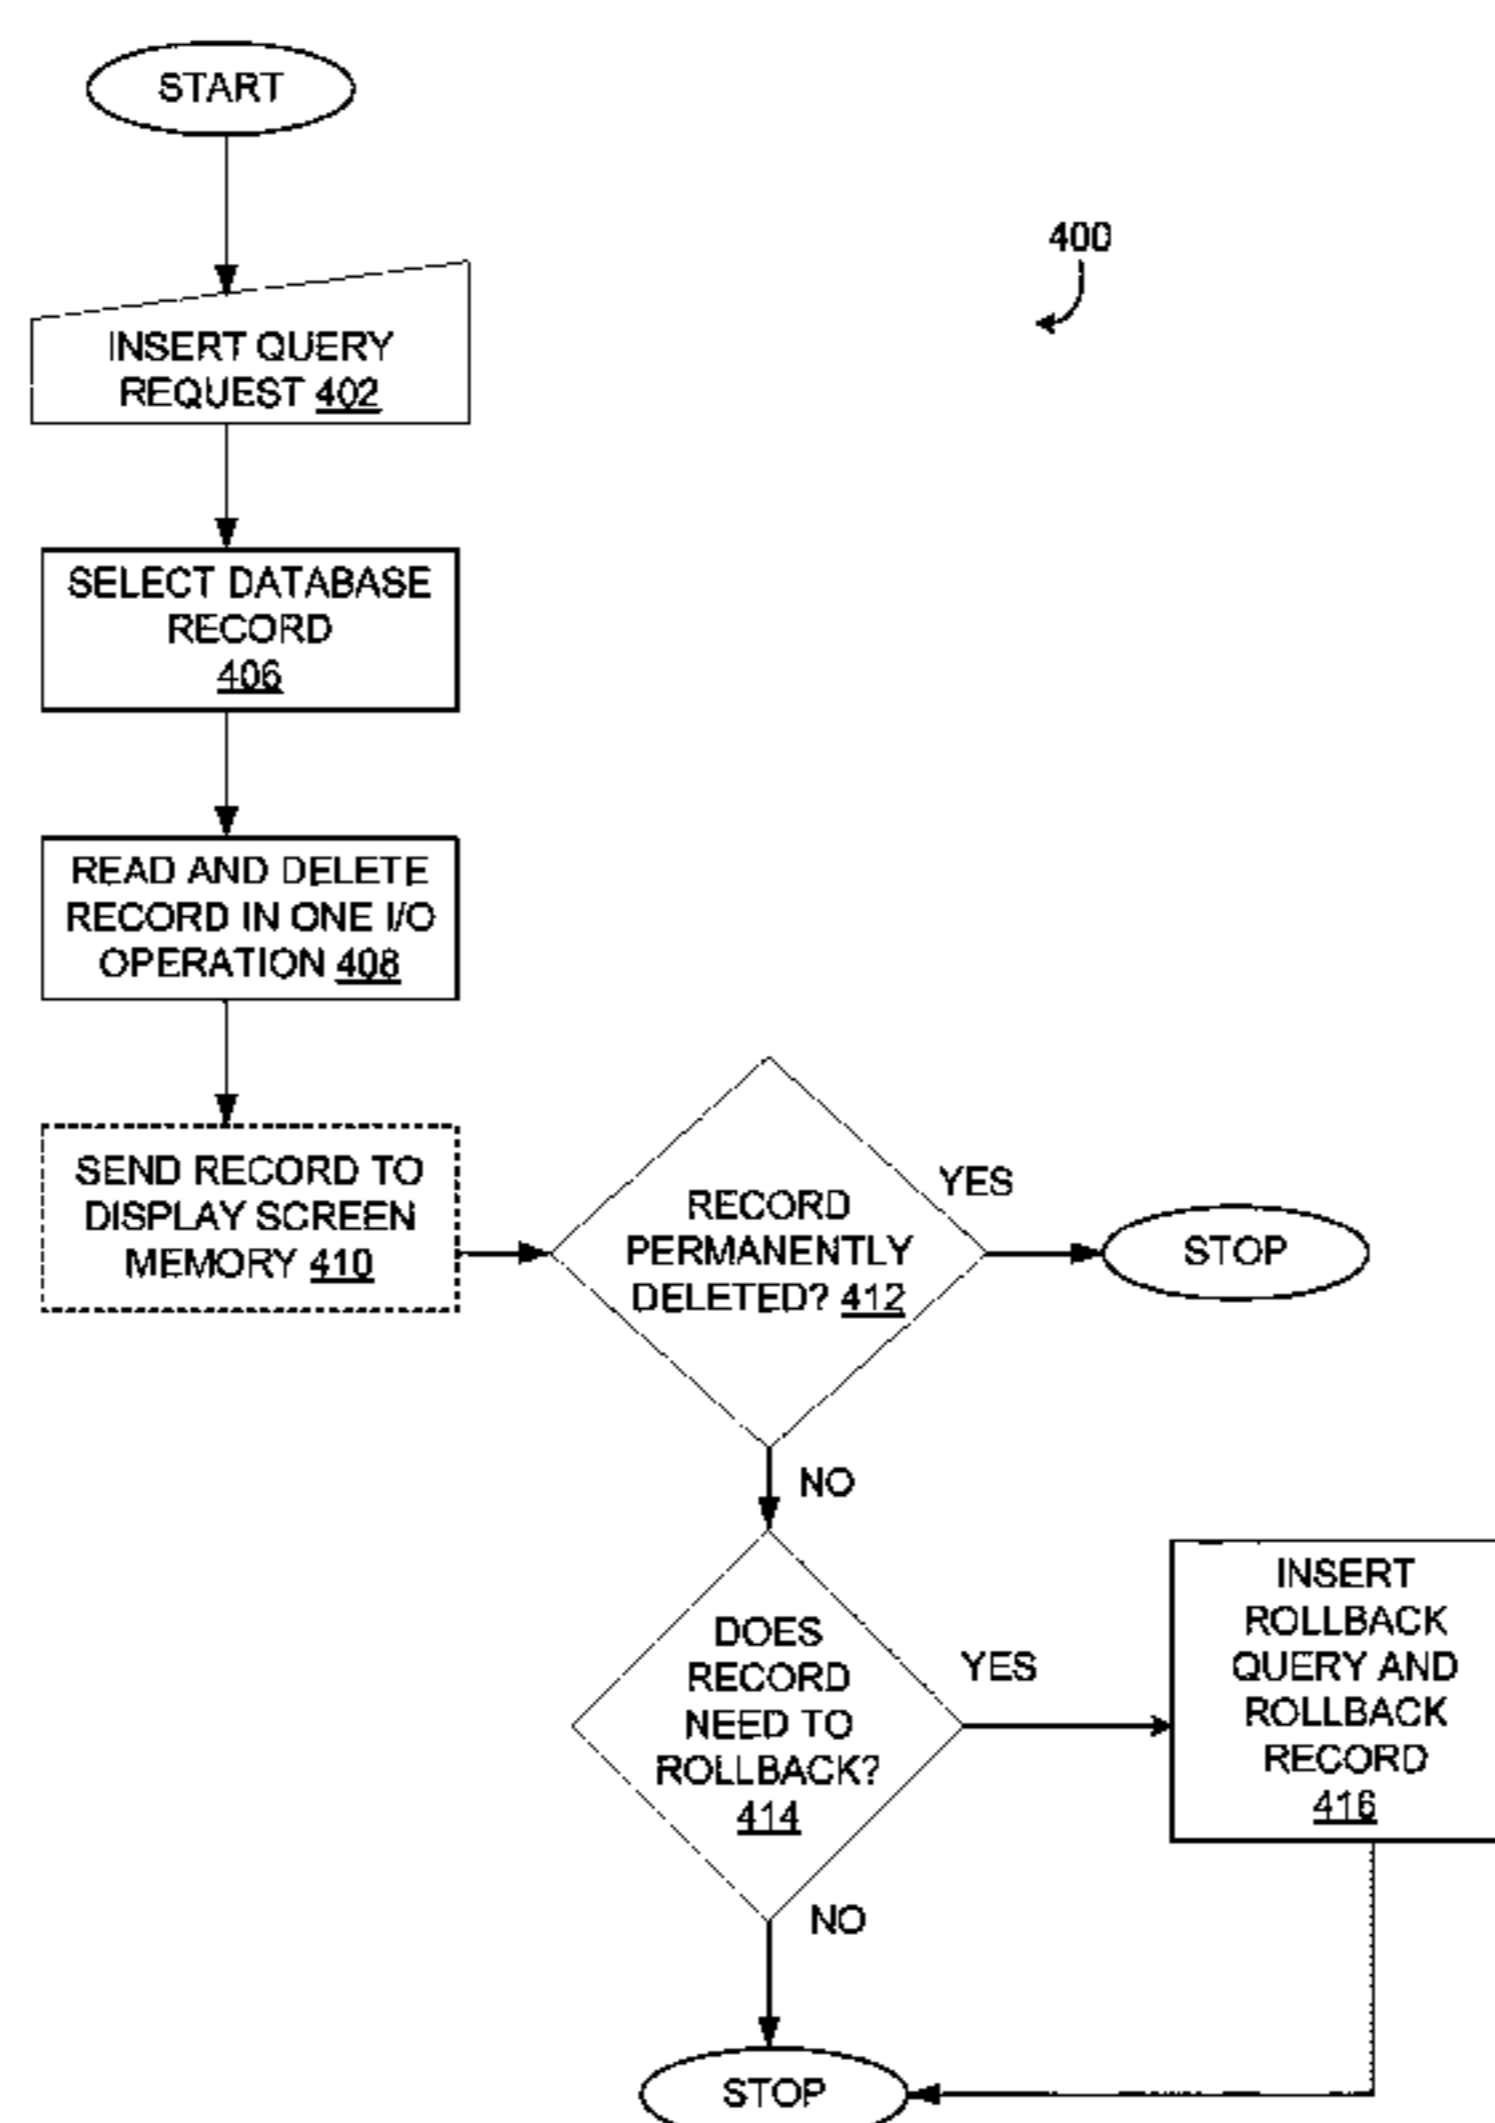 START
400
INSERT QUERY
REQUEST 402
SELECT DATABASE
RECORD
406
READ AND DELETE
RECORD IN ONE I/O
OPERATION 408
SEND RECORD TO
DISPLAY SCREEN
MEMORY 410
RECORD
PERMANENTLY
DELETED? 412
YES
STOP
NO
DOES
RECORD
NEED TO
ROLLBACK?
414
YES
INSERT
ROLLBACK
QUERY AND
ROLLBACK
RECORD
416
NO
STOP